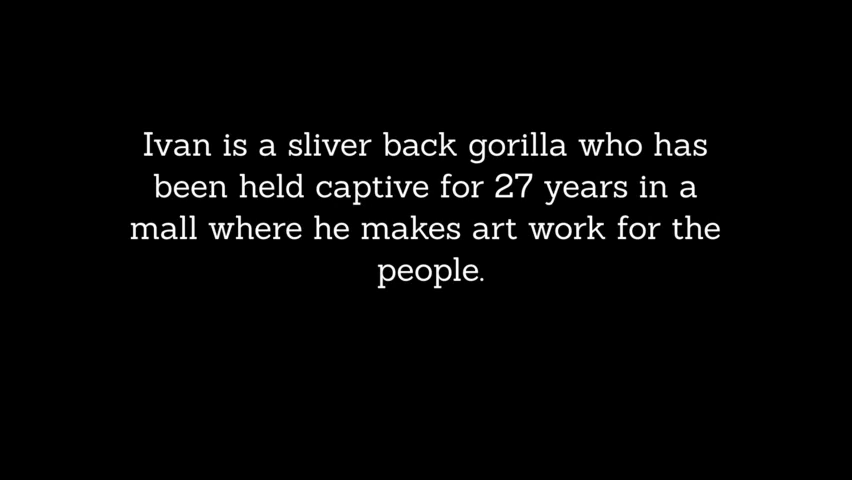 Ivan is a sliver back gorilla who has
been held captive for 27 years in a
mall where he makes art work for the
people.